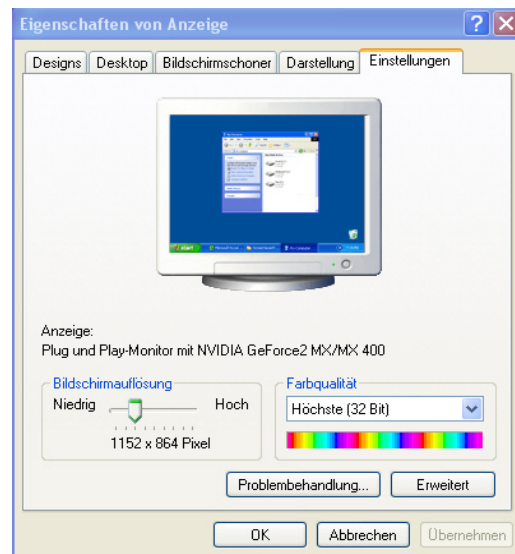 Eigenschaften von Anzeige
Designs Desktop Bildschirmschoner Darstellung Einstellungen
start
Anzeige:
Plug und Play-Monitor mit NVIDIA GeForce2 MX/MX 400
Bildschirmauflösung
Niedrig Hoch
1152 x 864 Pixel
Farbqualität
Höchste (32 Bit)
Problembehandlung... Erweitert
OK Abbrechen Übernehmen